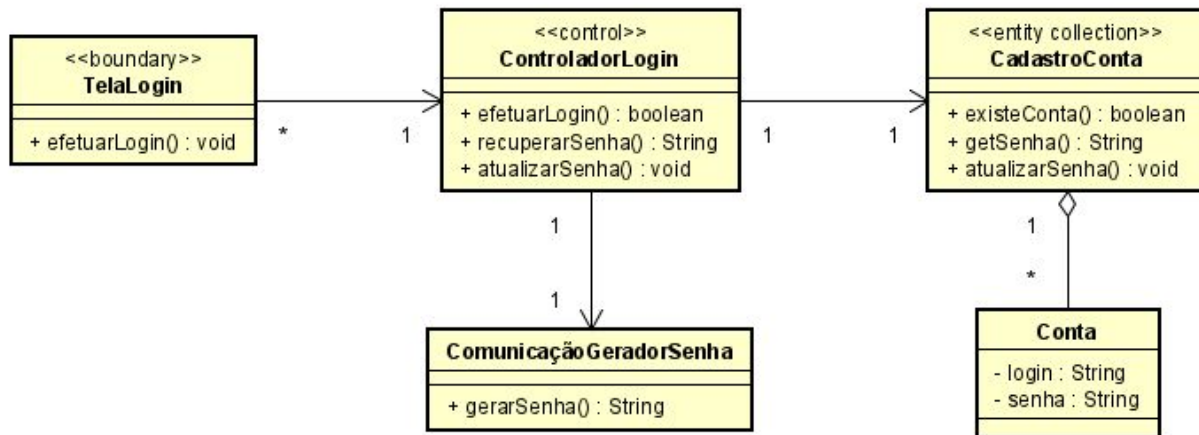 <<boundary>>
TelaLogin
+ efetuarLogin() : void
*
1
<<control>>
ControladorLogin
+ efetuarLogin() : boolean
+ recuperarSenha() : String
+ atualizarSenha() : void
1
1
<<entity collection>>
CadastroConta
+ existeConta() : boolean
+ getSenha() : String
+ atualizarSenha() : void
1
1
ComunicaçãoGeradorSenha
+ gerarSenha() : String
1
*
Conta
- login : String
- senha : String